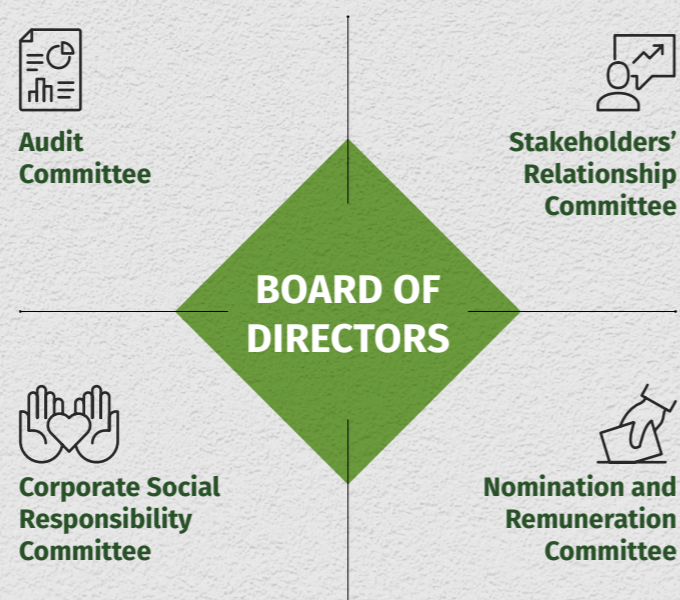 Audit
Committee
Stakeholders’
Relationship
Committee
BOARD OF
DIRECTORS
Corporate Social
Responsibility
Committee
Nomination and
Remuneration
Committee